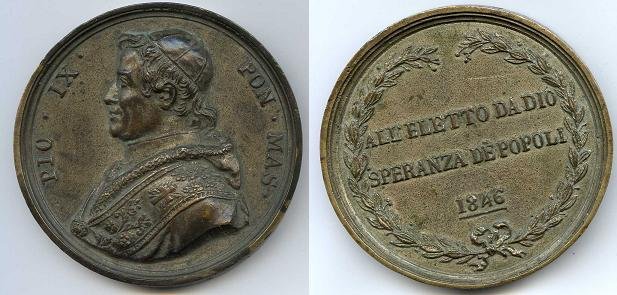 PIO · IX · PON · MAS ·
ALL' ELETTO DA DIO
SPERANZA DE' POPOLI
1846